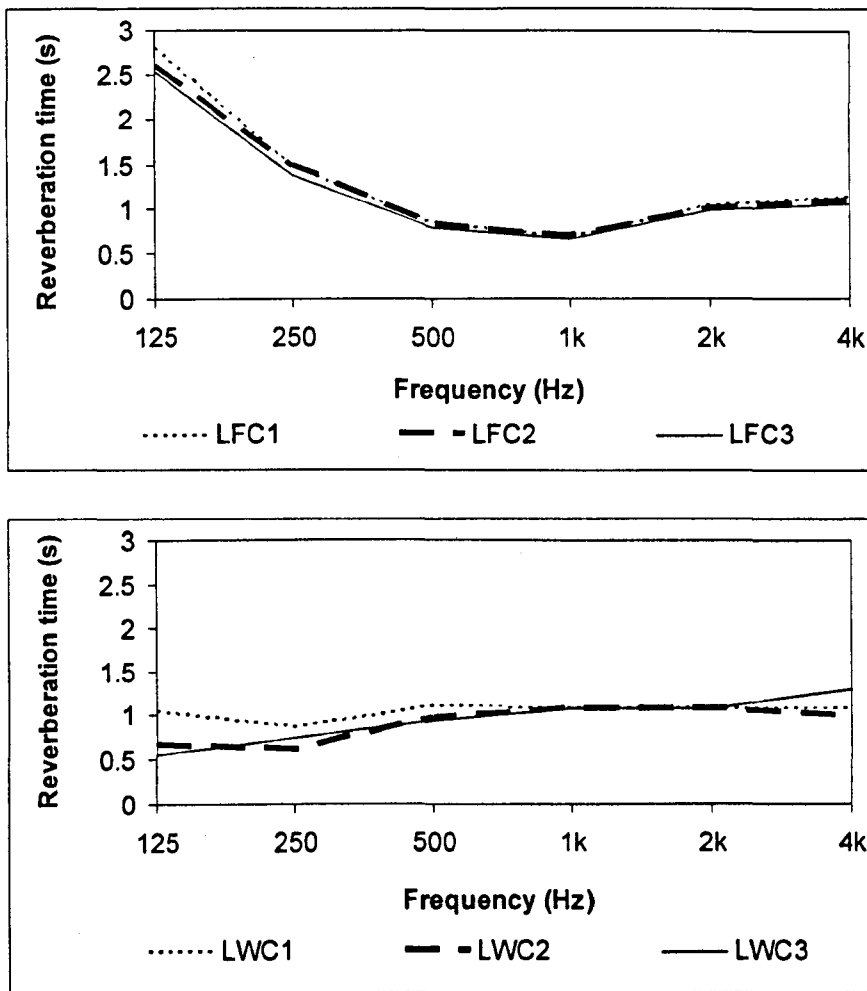 Reverberation time (s)
3
2.5
2
1.5
1
0.5
0
125 250 500 1k 2k 4k
Frequency (Hz)
LFC1 LFC2 LFC3
Reverberation time (s)
3
2.5
2
1.5
1
0.5
0
125 250 500 1k 2k 4k
Frequency (Hz)
LWC1 LWC2 LWC3